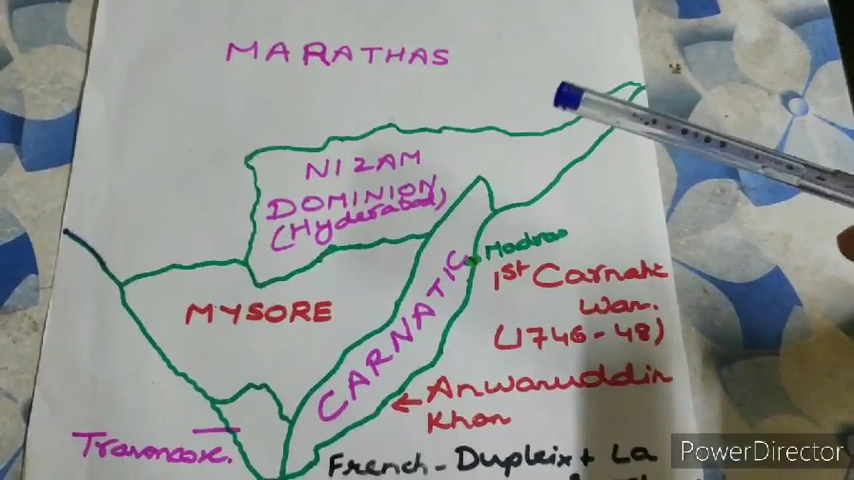 MARATHAS
NIZAM
DOMINION
(Hyderabad)
Madras
CARNATIC
1st Carnatic
War.
(1746-48)
MYSORE
Anwaruddin
Khan
Travancore.
French-Dupleix + La
PowerDirector